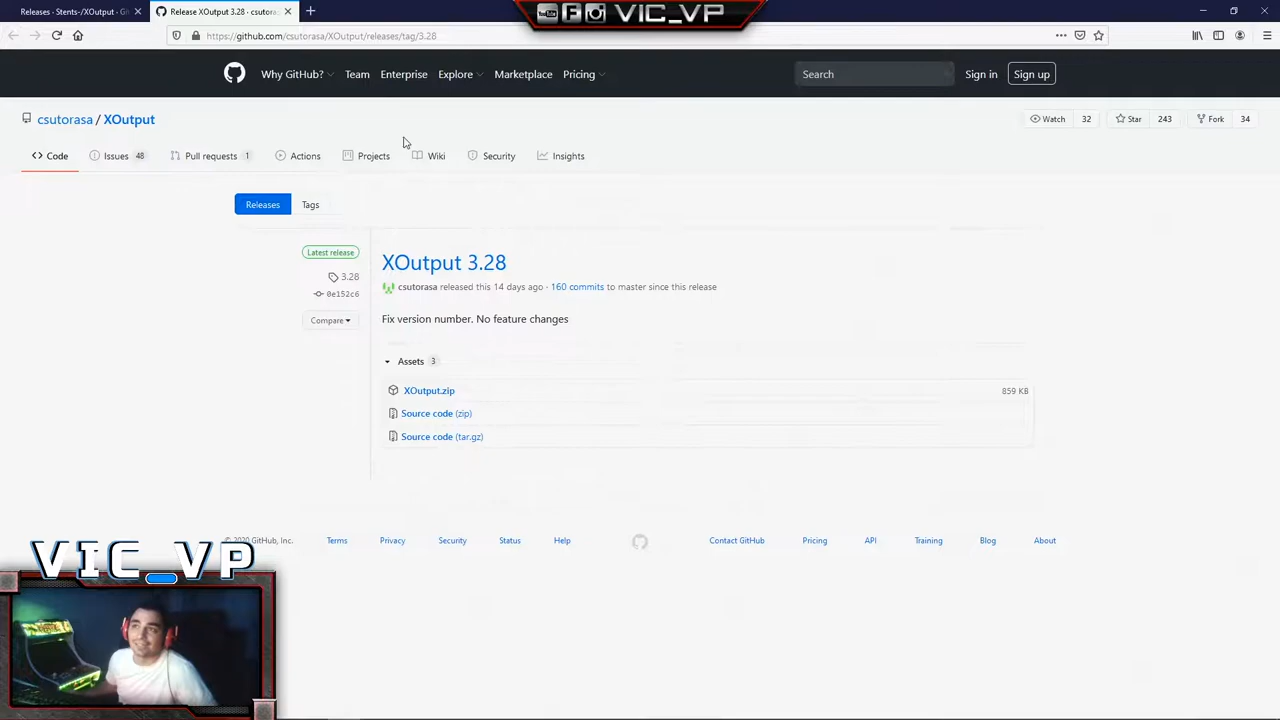 Releases · Stents-/XOutput · G
Release XOutput 3.28 · csutora
VIC_VP
https://github.com/csutorasa/XOutput/releases/tag/3.28
Why GitHub? Team Enterprise Explore Marketplace Pricing
Search
Sign in Sign up
csutorasa / XOutput
Watch 32 Star 243 Fork 34
Code Issues 48 Pull requests 1 Actions Projects Wiki Security Insights
Releases Tags
Latest release
XOutput 3.28
3.28
csutorasa released this 14 days ago · 160 commits to master since this release
0e152c6
Compare
Fix version number. No feature changes
Assets 3
XOutput.zip 859 KB
Source code (zip)
Source code (tar.gz)
© 2020 GitHub, Inc. Terms Privacy Security Status Help Contact GitHub Pricing API Training Blog About
VIC_VP